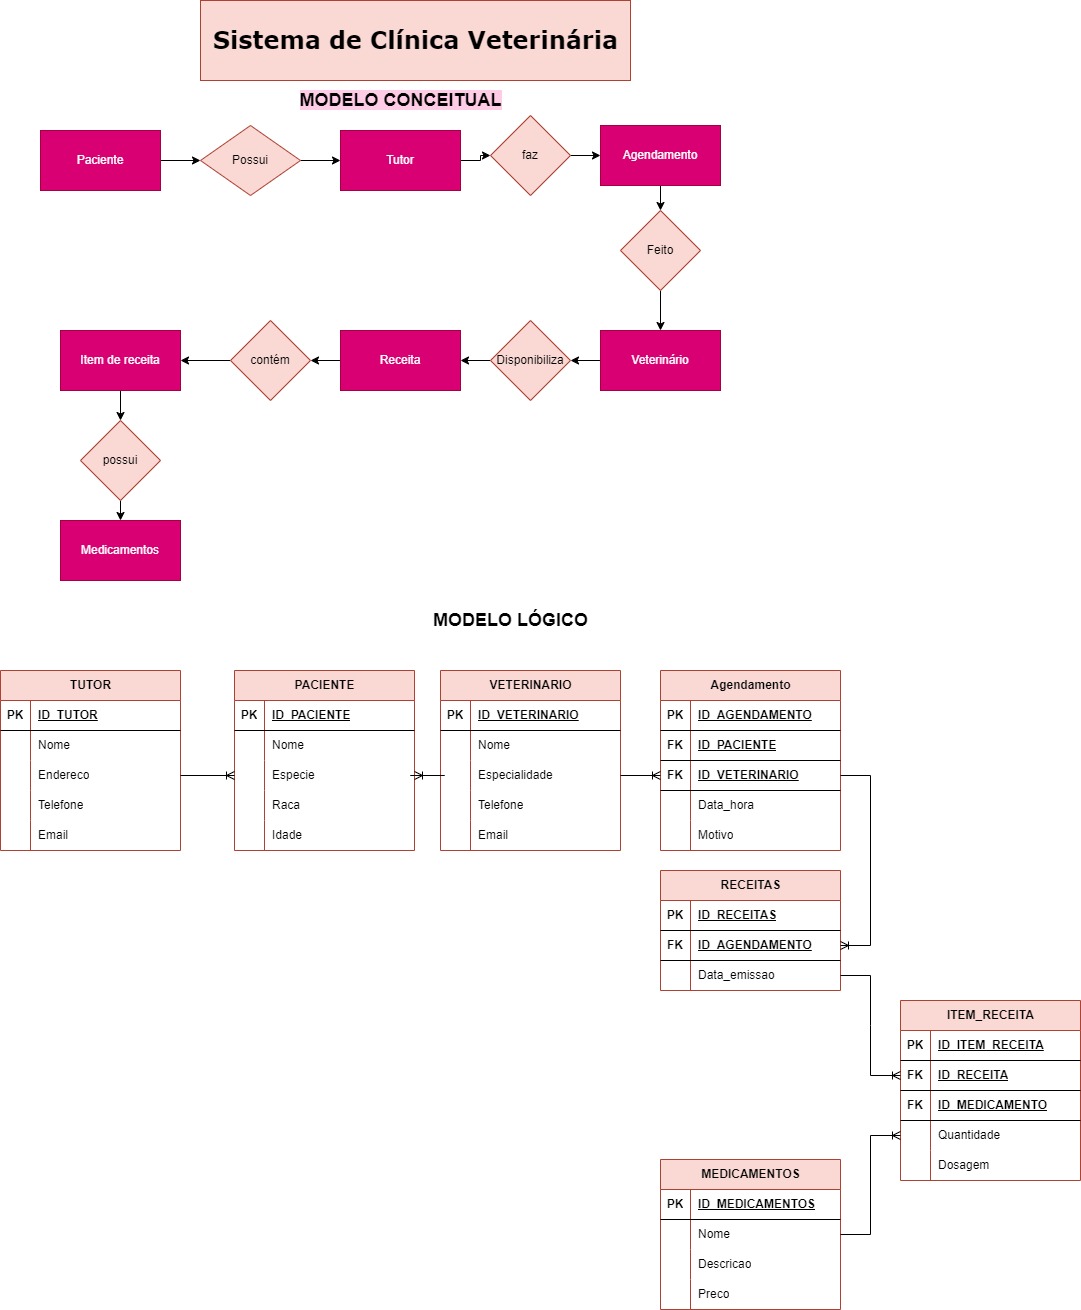 Sistema de Clínica Veterinária
MODELO CONCEITUAL
Paciente
Possui
Tutor
faz
Agendamento
Feito
Veterinário
Disponibiliza
Receita
contém
Item de receita
possui
Medicamentos
MODELO LÓGICO
TUTOR
PK ID_TUTOR
Nome
Endereco
Telefone
Email
PACIENTE
PK ID_PACIENTE
Nome
Especie
Raca
Idade
VETERINARIO
PK ID_VETERINARIO
Nome
Especialidade
Telefone
Email
Agendamento
PK ID_AGENDAMENTO
FK ID_PACIENTE
FK ID_VETERINARIO
Data_hora
Motivo
RECEITAS
PK ID_RECEITAS
FK ID_AGENDAMENTO
Data_emissao
ITEM_RECEITA
PK ID_ITEM_RECEITA
FK ID_RECEITA
FK ID_MEDICAMENTO
Quantidade
Dosagem
MEDICAMENTOS
PK ID_MEDICAMENTOS
Nome
Descricao
Preco